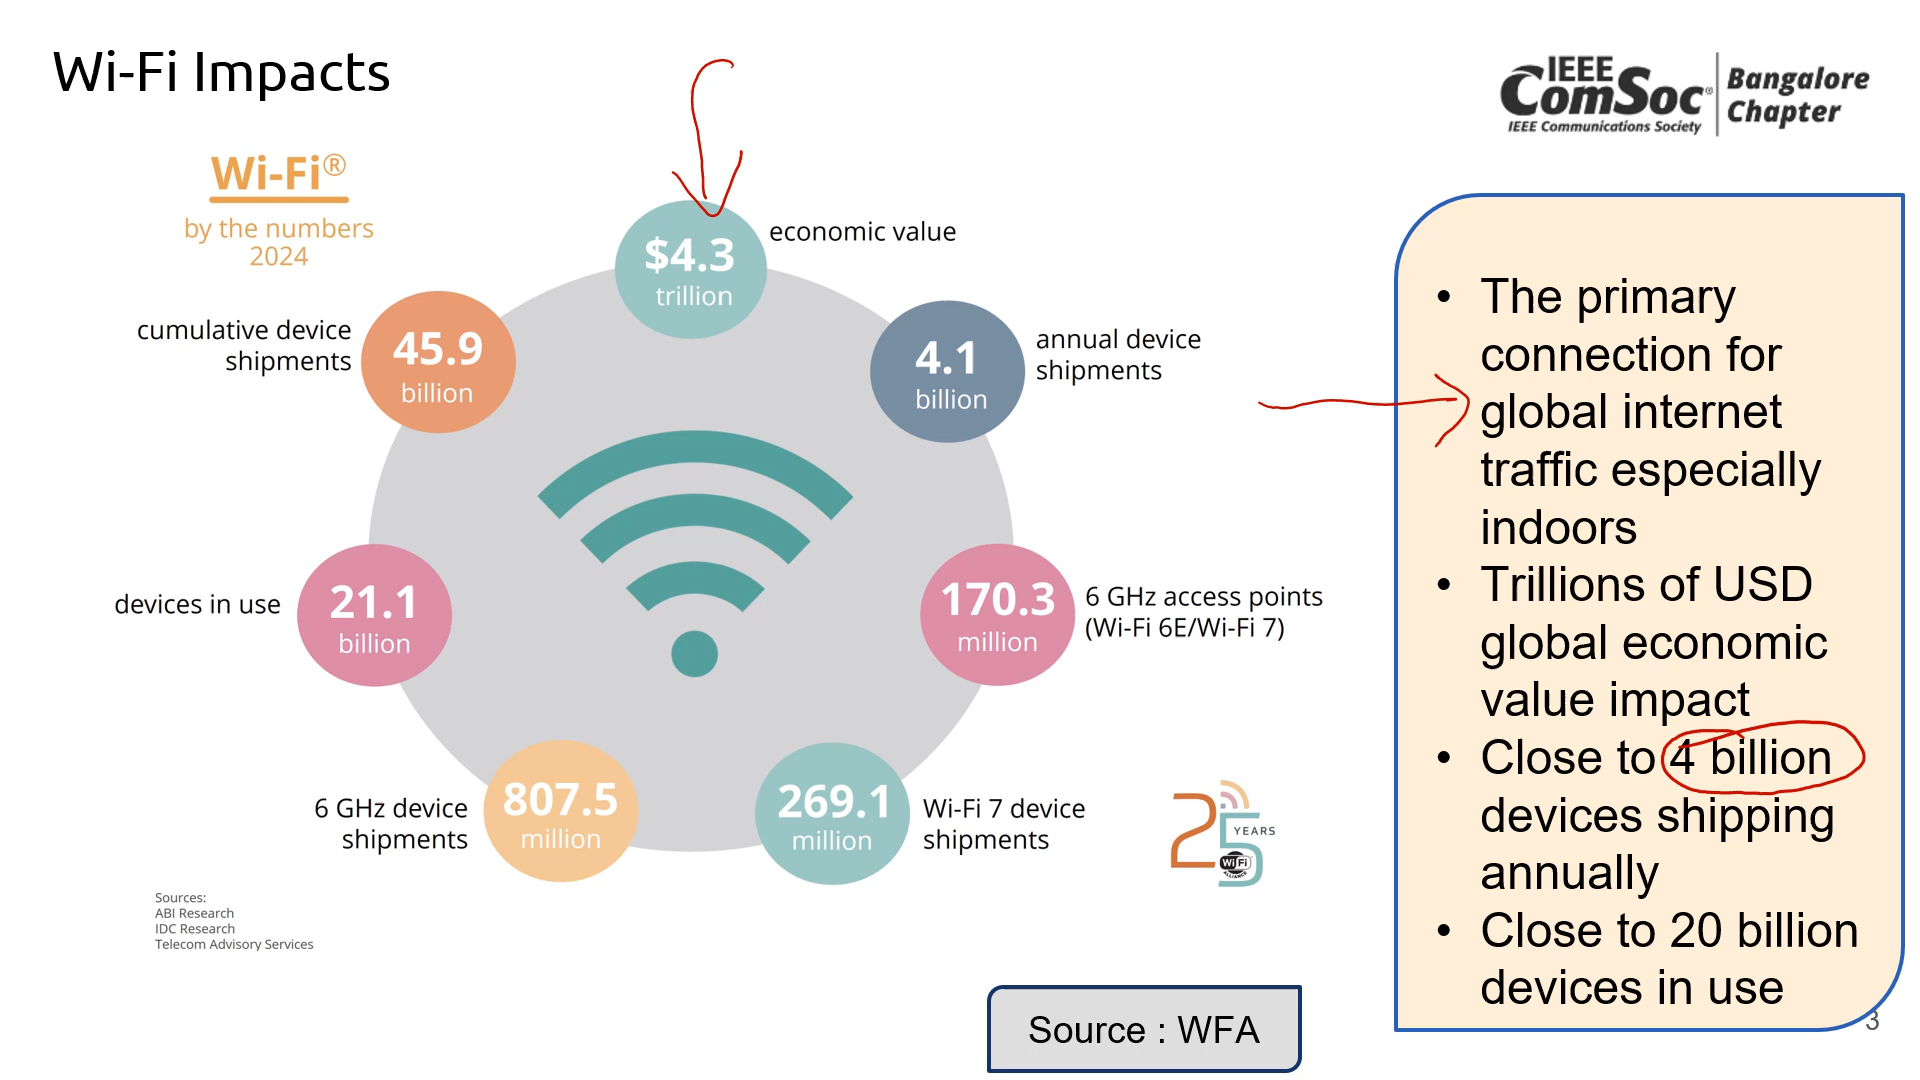 Wi-Fi Impacts
IEEE
ComSoc®
IEEE Communications Society
Bangalore
Chapter
Wi-Fi®
by the numbers
2024
$4.3
trillion
economic value
cumulative device
shipments
45.9
billion
4.1
billion
annual device
shipments
devices in use
21.1
billion
170.3
million
6 GHz access points
(Wi-Fi 6E/Wi-Fi 7)
6 GHz device
shipments
807.5
million
269.1
million
Wi-Fi 7 device
shipments
25
YEARS
Wi Fi
ALLIANCE
Sources:
ABI Research
IDC Research
Telecom Advisory Services
• The primary
connection for
global internet
traffic especially
indoors
• Trillions of USD
global economic
value impact
• Close to 4 billion
devices shipping
annually
• Close to 20 billion
devices in use
Source : WFA
3